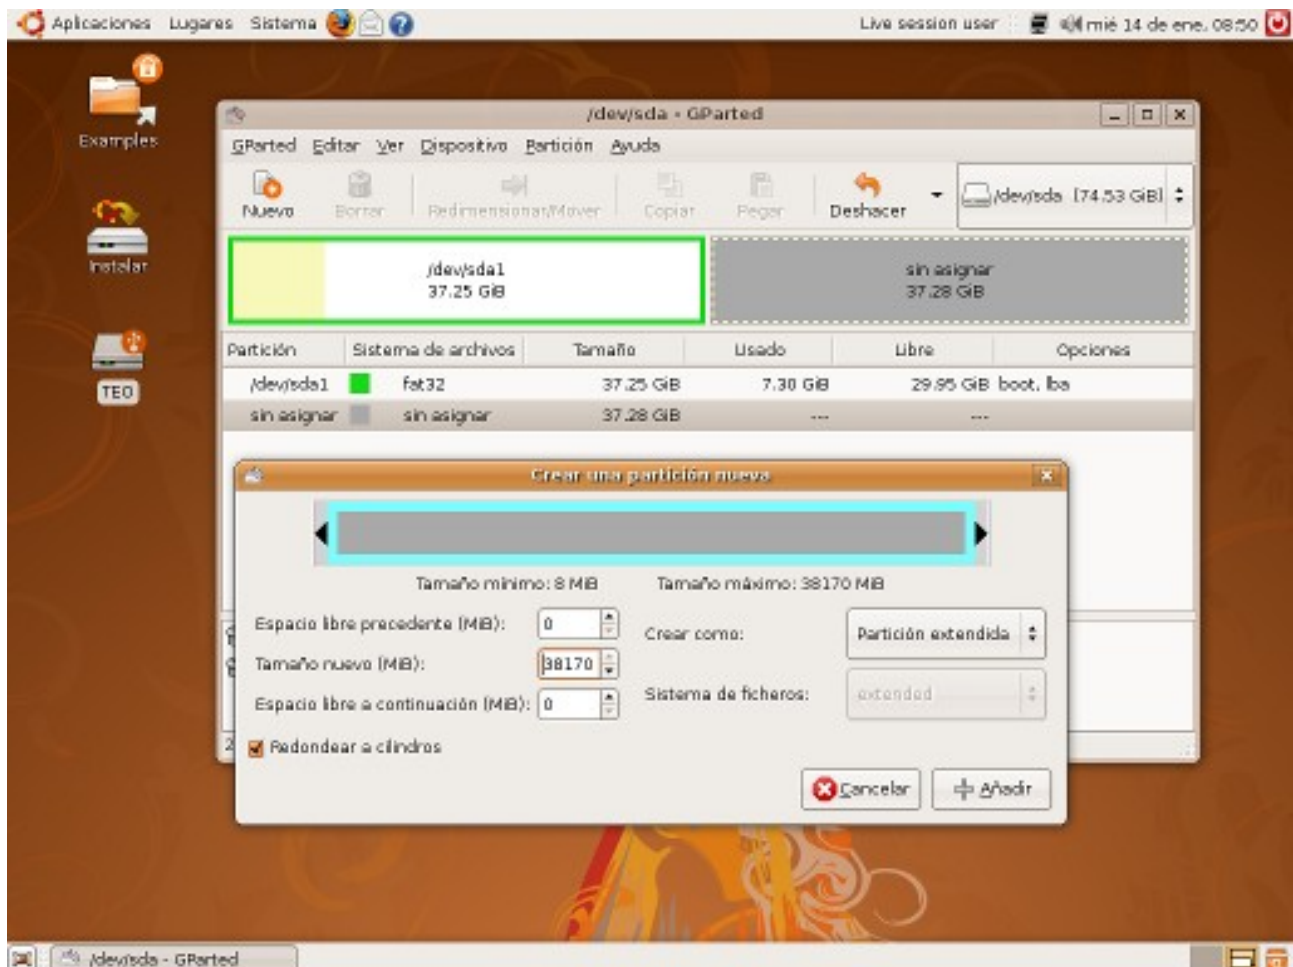 Aplicaciones Lugares Sistema Live session user mié 14 de ene, 08:50
Examples
Instalar
TEO
/dev/sda - GParted
GParted Editar Ver Dispositivo Partición Ayuda
Nuevo Borrar Redimensionar/Mover Copiar Pegar Deshacer /dev/sda (74.53 GiB)
/dev/sda1 sin asignar
37.25 GiB 37.28 GiB
Partición Sistema de archivos Tamaño Usado Libre Opciones
/dev/sda1 fat32 37.25 GiB 7.30 GiB 29.95 GiB boot, lba
sin asignar sin asignar 37.28 GiB --- ---
Crear una partición nueva
Tamaño mínimo: 8 MiB Tamaño máximo: 38170 MiB
Espacio libre precedente (MiB): 0 Crear como: Partición extendida
Tamaño nuevo (MiB): 38170
Sistema de ficheros: extended
Espacio libre a continuación (MiB): 0
2
Redondear a cilindros
Cancelar Añadir
/dev/sda - GParted